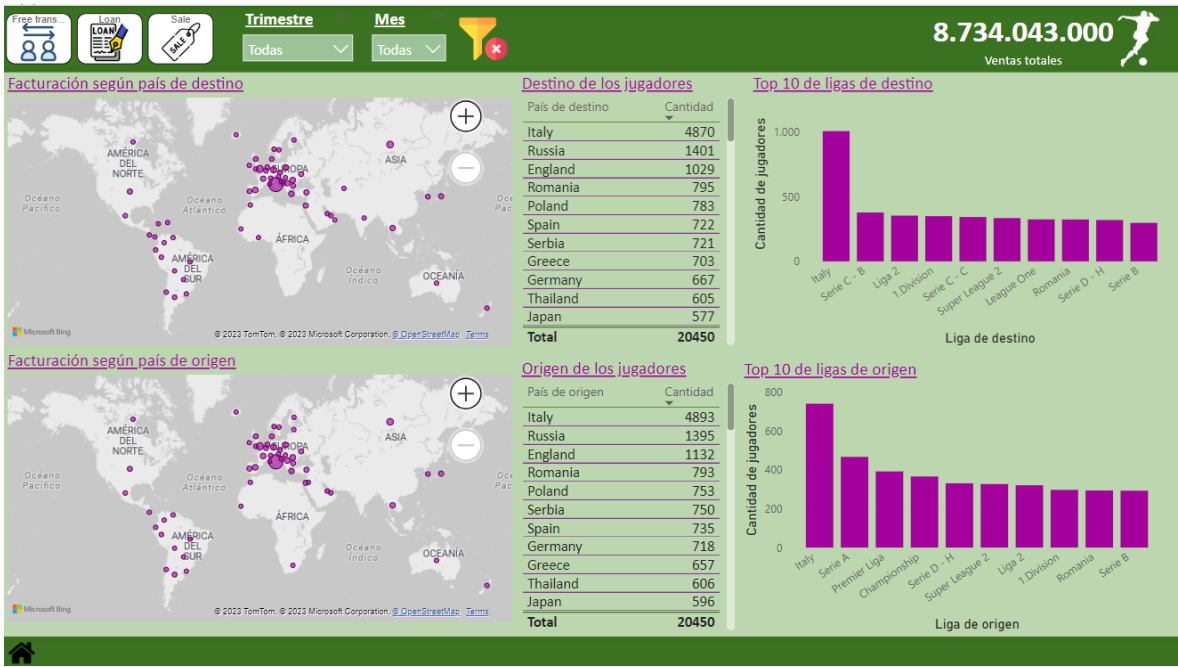 Free trans...
Loan
Sale
LOAN
SALE
Trimestre
Todas
Mes
Todas
8.734.043.000
Ventas totales
Facturación según país de destino
AMÉRICA
DEL
NORTE
EUROPA
ASIA
Océano
Pacífico
Océano
Atlántico
ÁFRICA
AMÉRICA
DEL
SUR
Océano
Índico
OCEANÍA
Oce
Pac
Microsoft Bing
© 2023 TomTom, © 2023 Microsoft Corporation, © OpenStreetMap Terms
Destino de los jugadores
País de destino Cantidad
Italy 4870
Russia 1401
England 1029
Romania 795
Poland 783
Spain 722
Serbia 721
Greece 703
Germany 667
Thailand 605
Japan 577
Total 20450
Top 10 de ligas de destino
Cantidad de jugadores
1.000
500
0
Italy
Serie C - B
Liga 2
1.Division
Serie C - C
Super League 2
League One
Romania
Serie D - H
Serie B
Liga de destino
Facturación según país de origen
AMÉRICA
DEL
NORTE
EUROPA
ASIA
Océano
Pacífico
Océano
Atlántico
ÁFRICA
AMÉRICA
DEL
SUR
Océano
Índico
OCEANÍA
Oce
Pac
Microsoft Bing
© 2023 TomTom, © 2023 Microsoft Corporation, © OpenStreetMap Terms
Origen de los jugadores
País de origen Cantidad
Italy 4893
Russia 1395
England 1132
Romania 793
Poland 753
Serbia 750
Spain 735
Germany 718
Greece 657
Thailand 606
Japan 596
Total 20450
Top 10 de ligas de origen
Cantidad de jugadores
800
600
400
200
0
Italy
Serie A
Premier Liga
Championship
Serie D - H
Super League 2
Liga 2
1.Division
Romania
Serie B
Liga de origen